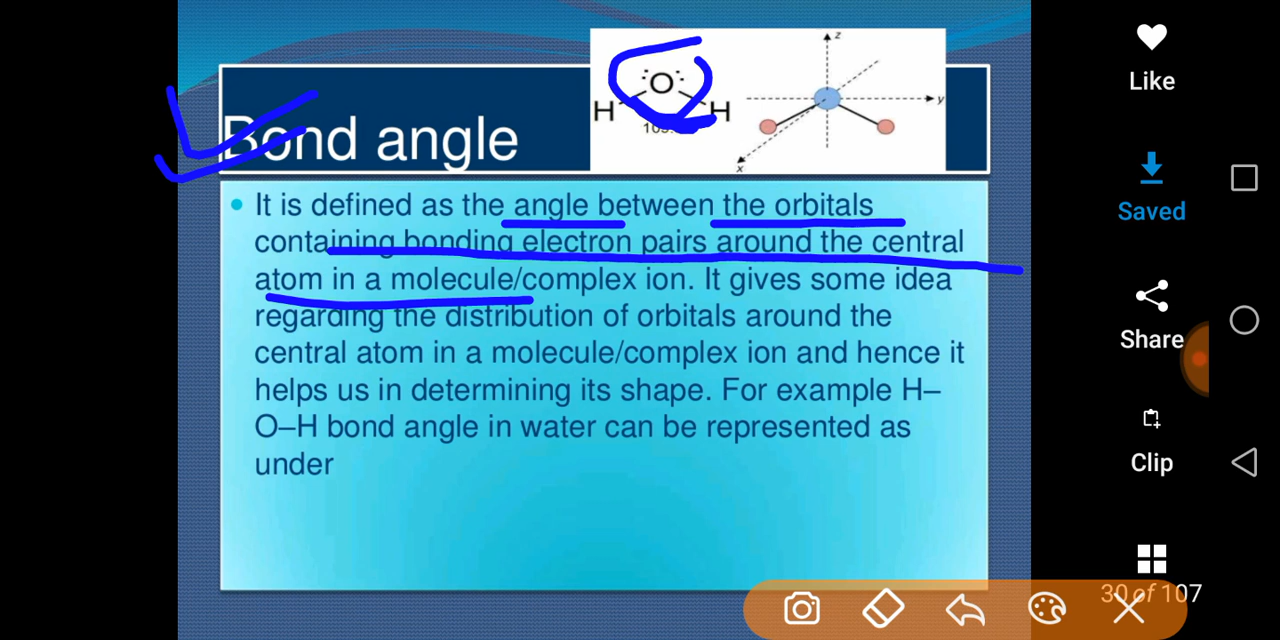 z
O
H H
y
x
Bond angle
It is defined as the angle between the orbitals
containing bonding electron pairs around the central
atom in a molecule/complex ion. It gives some idea
regarding the distribution of orbitals around the
central atom in a molecule/complex ion and hence it
helps us in determining its shape. For example H–
O–H bond angle in water can be represented as
under
Like
Saved
Share
Clip
30 of 107